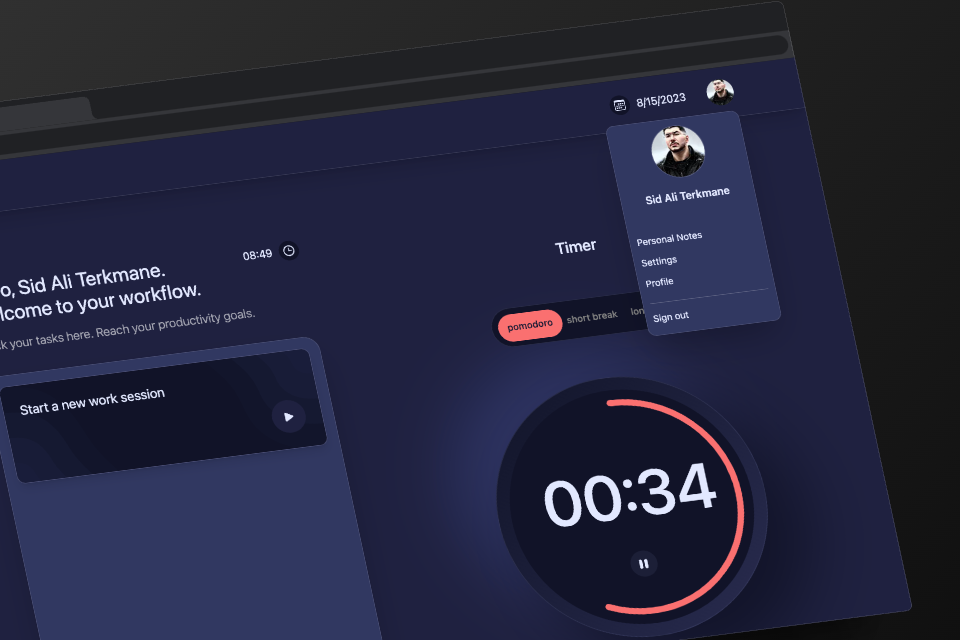 8/15/2023
Sid Ali Terkmane
Personal Notes
Settings
Profile
Sign out
08:49
o, Sid Ali Terkmane.
lcome to your workflow.
k your tasks here. Reach your productivity goals.
Start a new work session
Timer
pomodoro short break lon
00:34